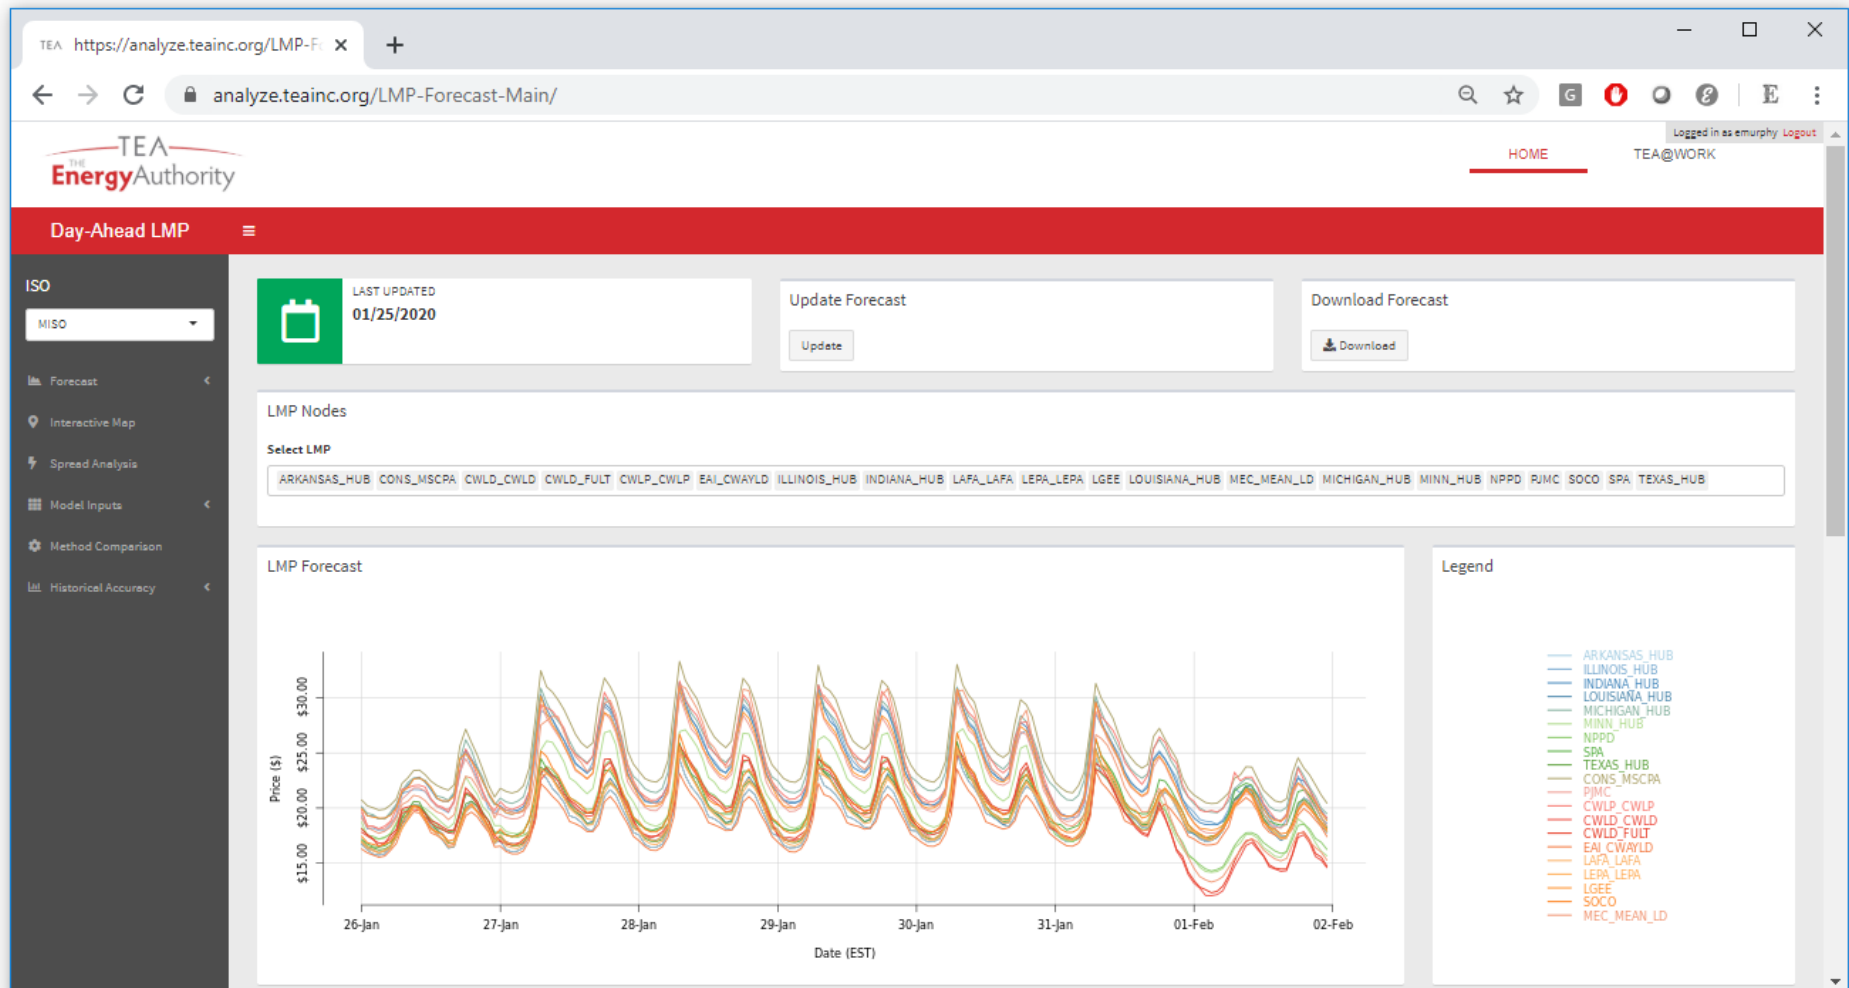 TEA https://analyze.teainc.org/LMP-F
analyze.teainc.org/LMP-Forecast-Main/
Logged in as emurphy Logout
TEA
THE
EnergyAuthority
HOME TEA@WORK
Day-Ahead LMP
ISO
MISO
Forecast
Interactive Map
Spread Analysis
Model Inputs
Method Comparison
Historical Accuracy
LAST UPDATED
01/25/2020
Update Forecast
Update
Download Forecast
Download
LMP Nodes
Select LMP
ARKANSAS_HUB CONS_MSCPA CWLD_CWLD CWLD_FULT CWLP_CWLP EAI_CWAYLD ILLINOIS_HUB INDIANA_HUB LAFA_LAFA LEPA_LEPA LGEE LOUISIANA_HUB MEC_MEAN_LD MICHIGAN_HUB MINN_HUB NPPD PJMC SOCO SPA TEXAS_HUB
LMP Forecast
Price ($)
$30.00
$25.00
$20.00
$15.00
26-Jan 27-Jan 28-Jan 29-Jan 30-Jan 31-Jan 01-Feb 02-Feb
Date (EST)
Legend
ARKANSAS_HUB
ILLINOIS_HUB
INDIANA_HUB
LOUISIANA_HUB
MICHIGAN_HUB
MINN_HUB
NPPD
SPA
TEXAS_HUB
CONS_MSCPA
PJMC
CWLP_CWLP
CWLD_CWLD
CWLD_FULT
EAI_CWAYLD
LAFA_LAFA
LEPA_LEPA
LGEE
SOCO
MEC_MEAN_LD